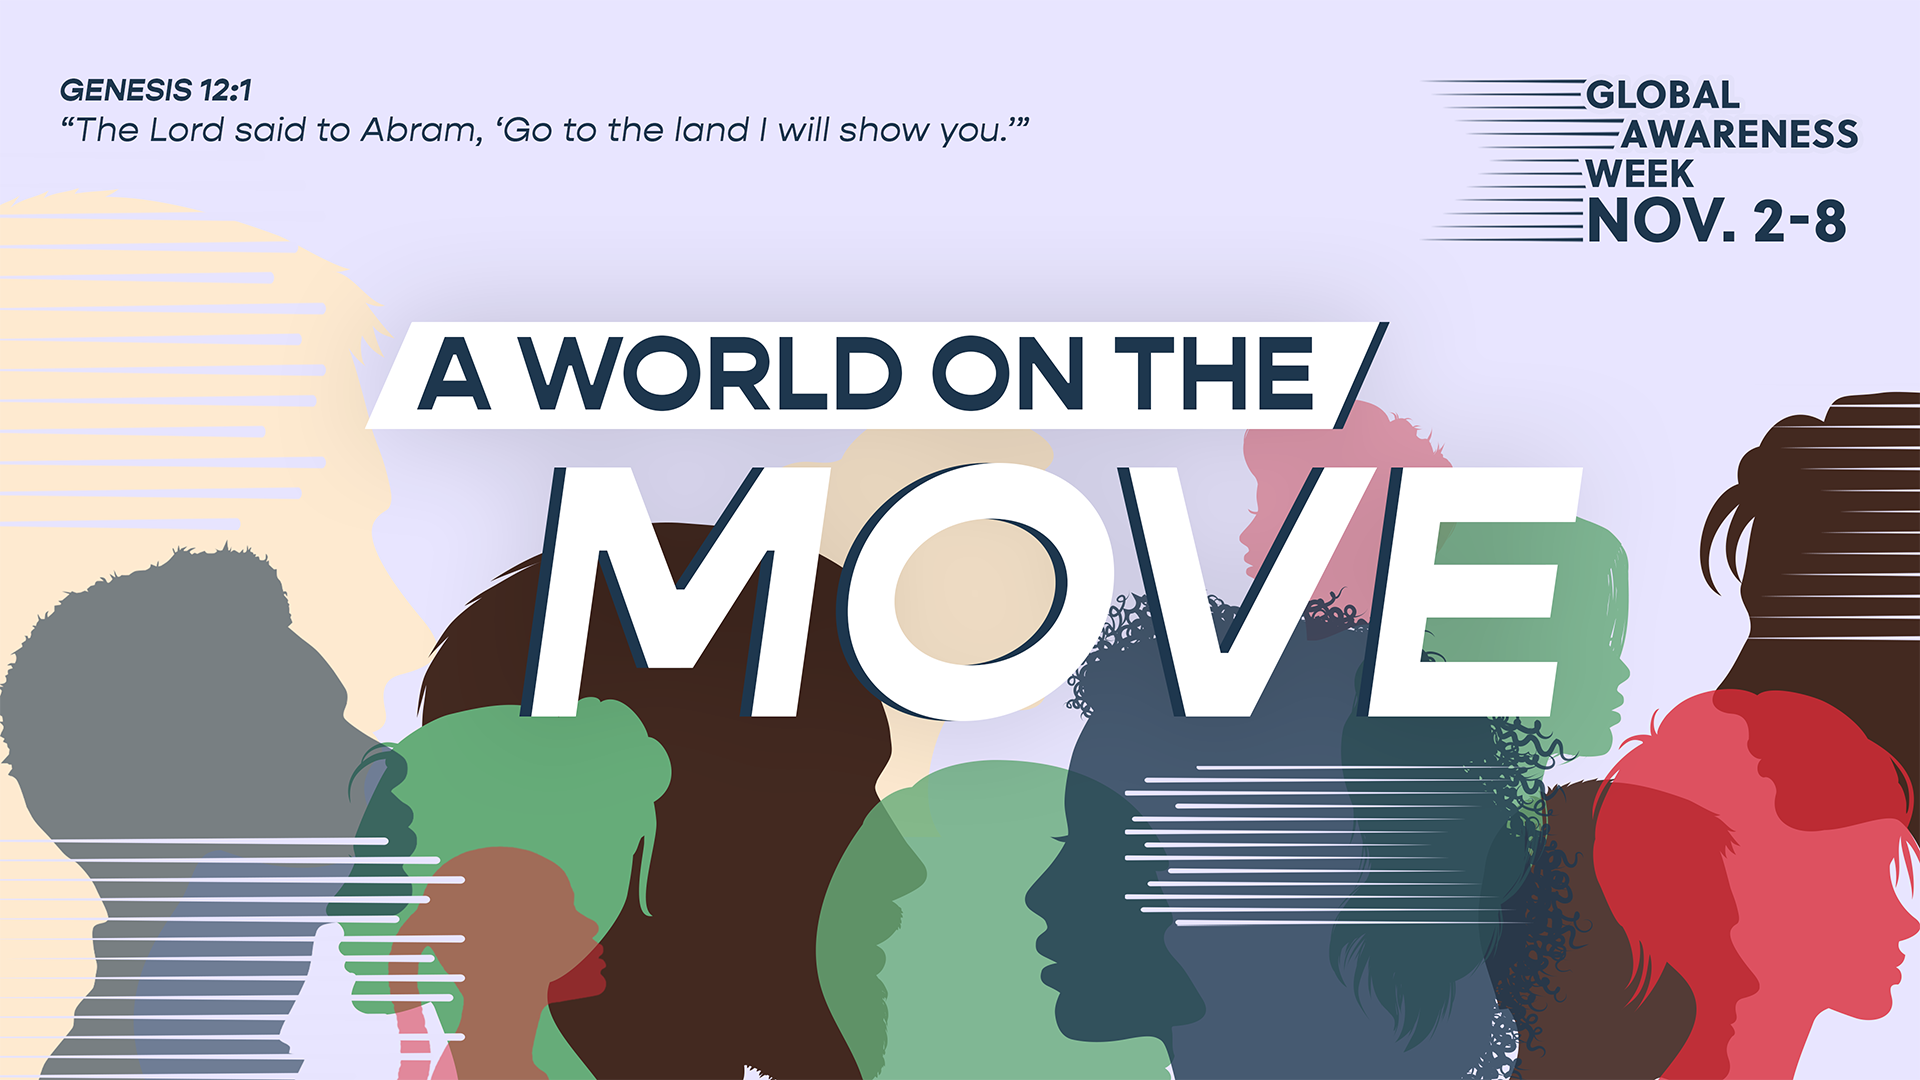 GENESIS 12:1
“The Lord said to Abram, ‘Go to the land I will show you.’”
GLOBAL
AWARENESS
WEEK
NOV. 2-8
A WORLD ON THE
MOVE